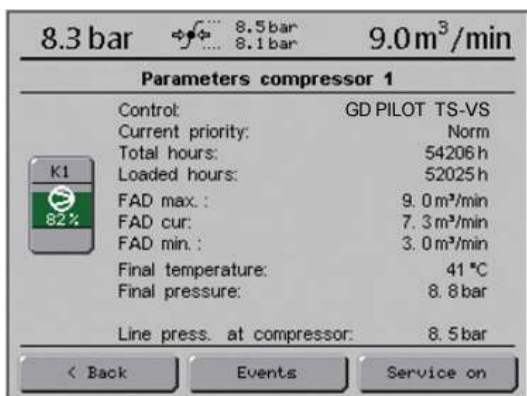 8.3 bar 8.5 bar 9.0 m³/min
8.1 bar
Parameters compressor 1
Control: GD PILOT TS-VS
Current priority: Norm
Total hours: 54206 h
Loaded hours: 52025 h
K1
82%
FAD max. : 9. 0 m³/min
FAD cur: 7. 3 m³/min
FAD min. : 3. 0 m³/min
Final temperature: 41 °C
Final pressure: 8. 8 bar
Line press. at compressor: 8. 5 bar
< Back Events Service on